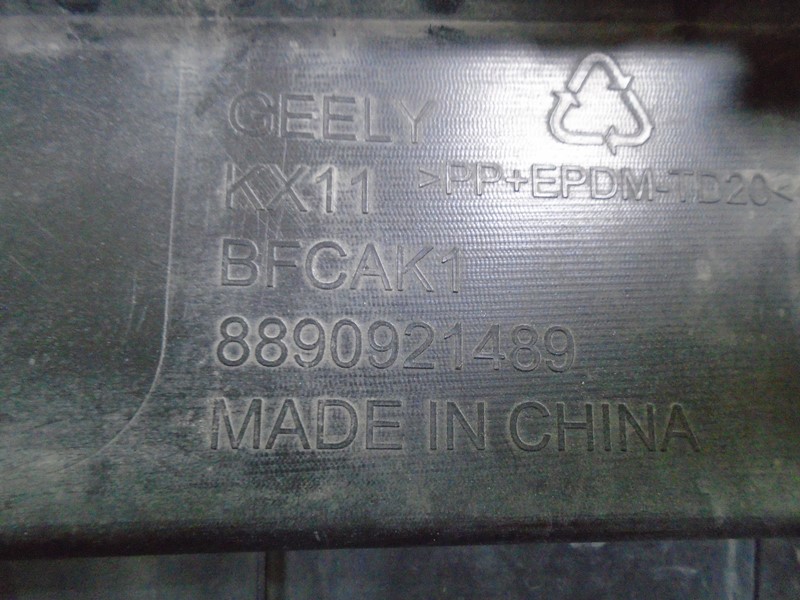 GEELY
KX11 >PP+EPDM-TD20<
BFCAK1
8890921489
MADE IN CHINA